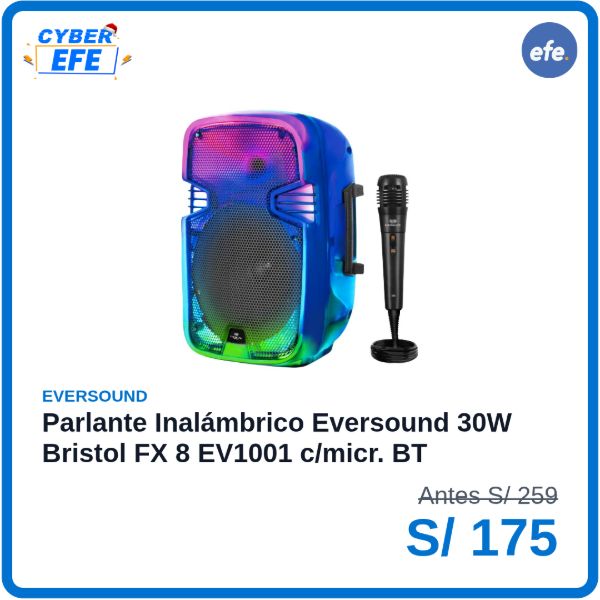 CYBER
EFE
efe.
EVERSOUND
Parlante Inalámbrico Eversound 30W
Bristol FX 8 EV1001 c/micr. BT
Antes S/ 259
S/ 175